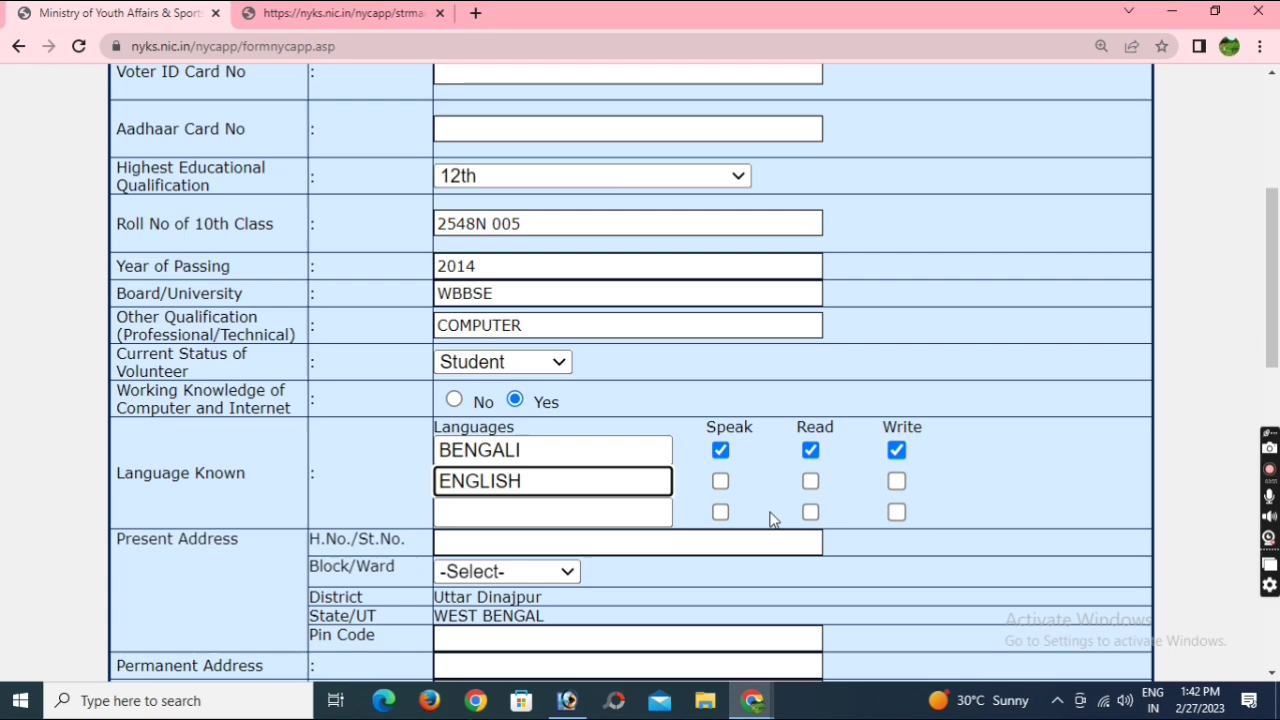 Ministry of Youth Affairs & Sports
https://nyks.nic.in/nycapp/strma
nyks.nic.in/nycapp/formnycapp.asp
Voter ID Card No :
Aadhaar Card No :
Highest Educational Qualification : 12th
Roll No of 10th Class : 2548N 005
Year of Passing : 2014
Board/University : WBBSE
Other Qualification (Professional/Technical) : COMPUTER
Current Status of Volunteer : Student
Working Knowledge of Computer and Internet : No Yes
Languages Speak Read Write
BENGALI
Language Known :
ENGLISH
Present Address H.No./St.No.
Block/Ward -Select-
District Uttar Dinajpur
State/UT WEST BENGAL
Pin Code
Permanent Address :
Activate Windows
Go to Settings to activate Windows.
Type here to search
30°C Sunny
ENG
IN
1:42 PM
2/27/2023